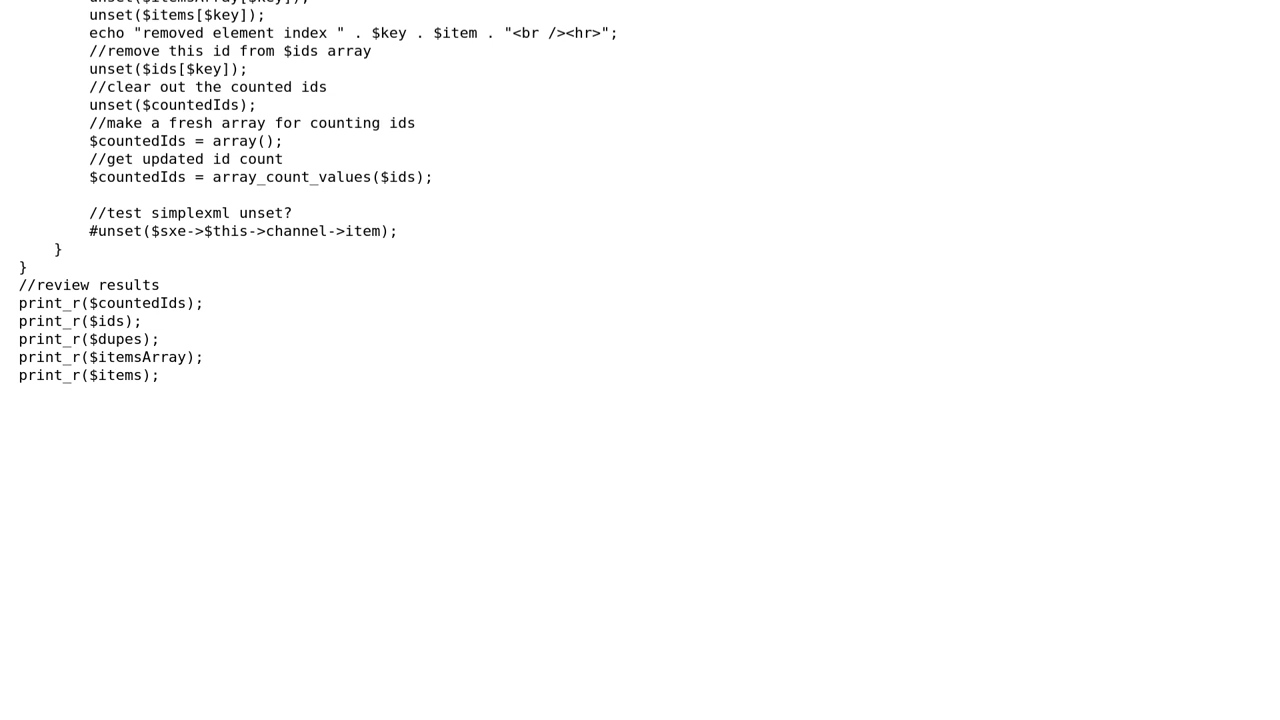 unset($itemsArray[$key]);
unset($items[$key]);
echo "removed element index " . $key . $item . "<br /><hr>";
//remove this id from $ids array
unset($ids[$key]);
//clear out the counted ids
unset($countedIds);
//make a fresh array for counting ids
$countedIds = array();
//get updated id count
$countedIds = array_count_values($ids);
//test simplexml unset?
#unset($sxe->$this->channel->item);
}
}
//review results
print_r($countedIds);
print_r($ids);
print_r($dupes);
print_r($itemsArray);
print_r($items);